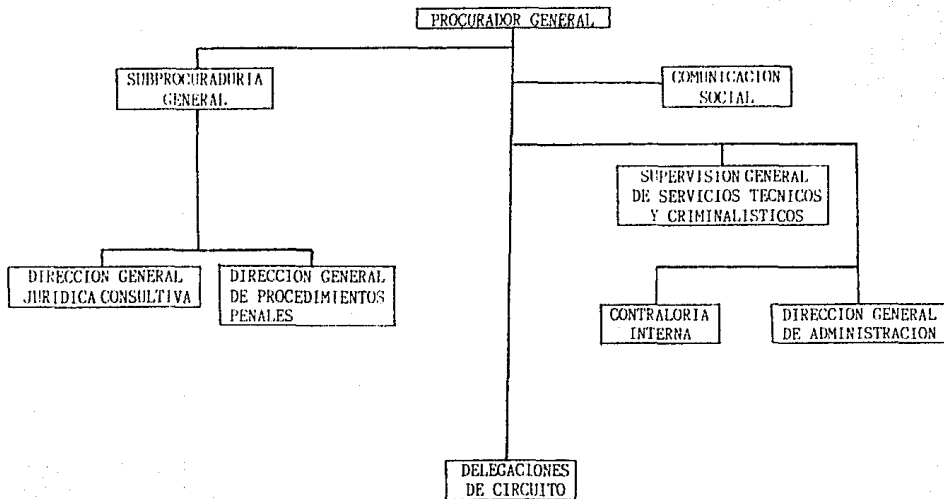 PROCURADOR GENERAL
SUBPROCURADURIA
GENERAL
COMUNICACION
SOCIAL
SUPERVISION GENERAL
DE SERVICIOS TECNICOS
Y CRIMINALISTICOS
DIRECCION GENERAL
JURIDICA CONSULTIVA
DIRECCION GENERAL
DE PROCEDIMIENTOS
PENALES
CONTRALORIA
INTERNA
DIRECCION GENERAL
DE ADMINISTRACION
DELEGACIONES
DE CIRCUITO